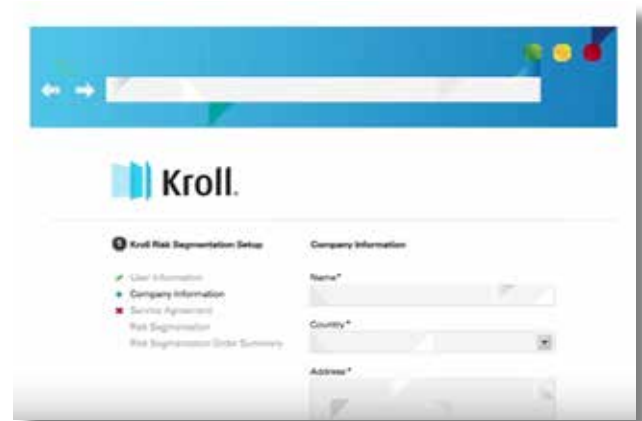 Kroll.
1 Kroll Risk Segmentation Setup
User Information
Company Information
Service Agreement
Risk Segmentation
Risk Segmentation Order Summary
Company Information
Name*
Country*
Address*